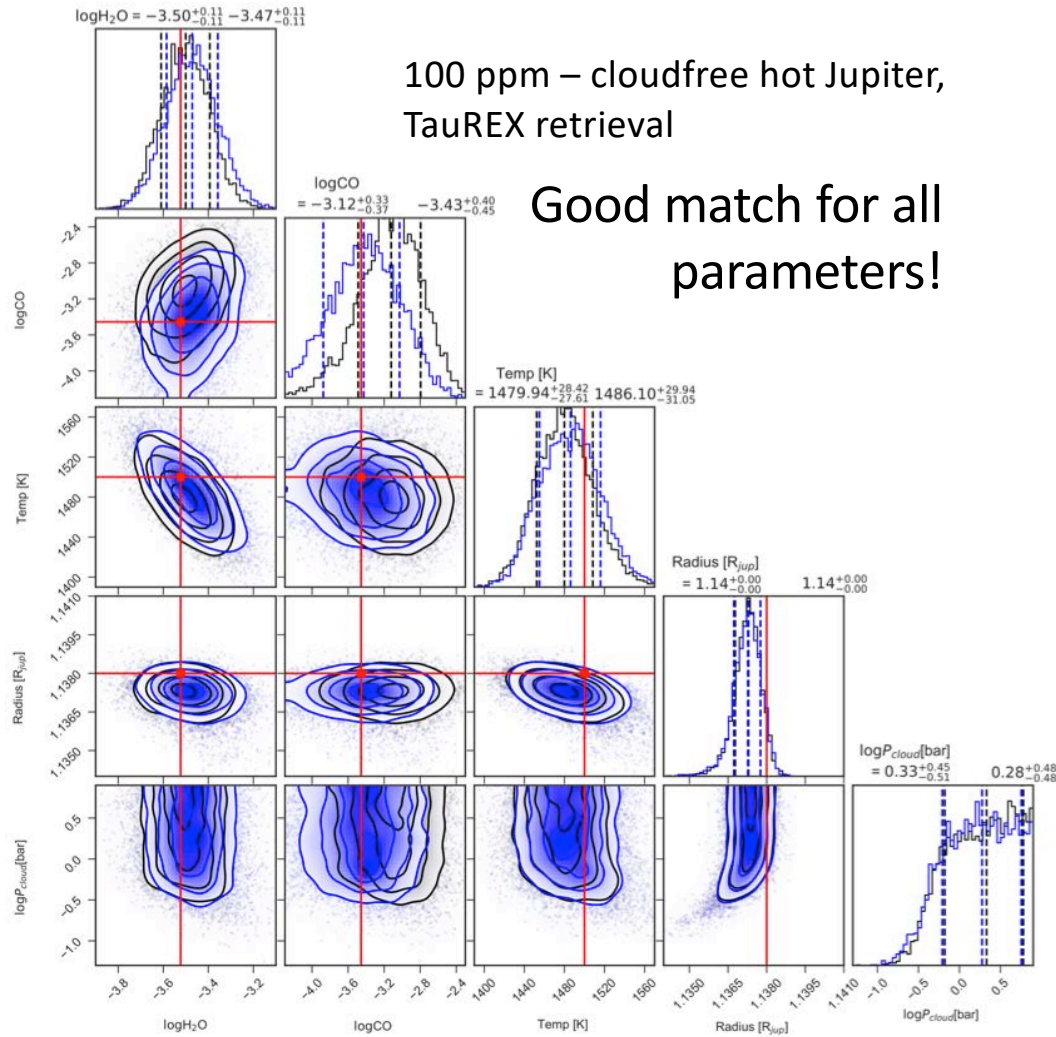 logH₂O = −3.50+0.11 −0.11 −3.47+0.11 −0.11
100 ppm – cloudfree hot Jupiter,
TauREX retrieval
Good match for all
parameters!
logCO
= −3.12+0.33 −0.37 −3.43+0.40 −0.45
−2.4
−2.8
−3.2
−3.6
−4.0
logCO
Temp [K]
= 1479.94+28.42 −27.61 1486.10+29.94 −31.05
1560
1520
1480
1440
1400
Temp [K]
Radius [Rjup]
= 1.14+0.00 −0.00 1.14+0.00 −0.00
1.1410
1.1395
1.1380
1.1365
1.1350
Radius [Rjup]
logPcloud[bar]
= 0.33+0.45 −0.51 0.28+0.48 −0.48
0.5
0.0
−0.5
−1.0
logPcloud[bar]
−3.8 −3.6 −3.4 −3.2
−4.0 −3.6 −3.2 −2.8 −2.4
1400 1440 1480 1520 1560
1.1350 1.1365 1.1380 1.1395 1.1410
−1.0 −0.5 0.0 0.5
logH₂O
logCO
Temp [K]
Radius [Rjup]
logPcloud[bar]